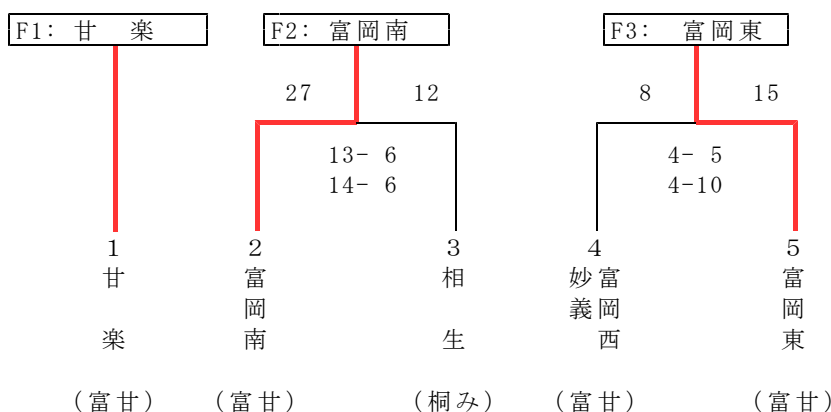 F1: 甘　楽
F2: 富岡南
F3:　富岡東
27
12
8
15
13- 6
14- 6
4- 5
4-10
1
2
3
4
5
甘　楽
富岡南
相　生
富岡西
妙義
富岡東
(富甘)
(富甘)
(桐み)
(富甘)
(富甘)